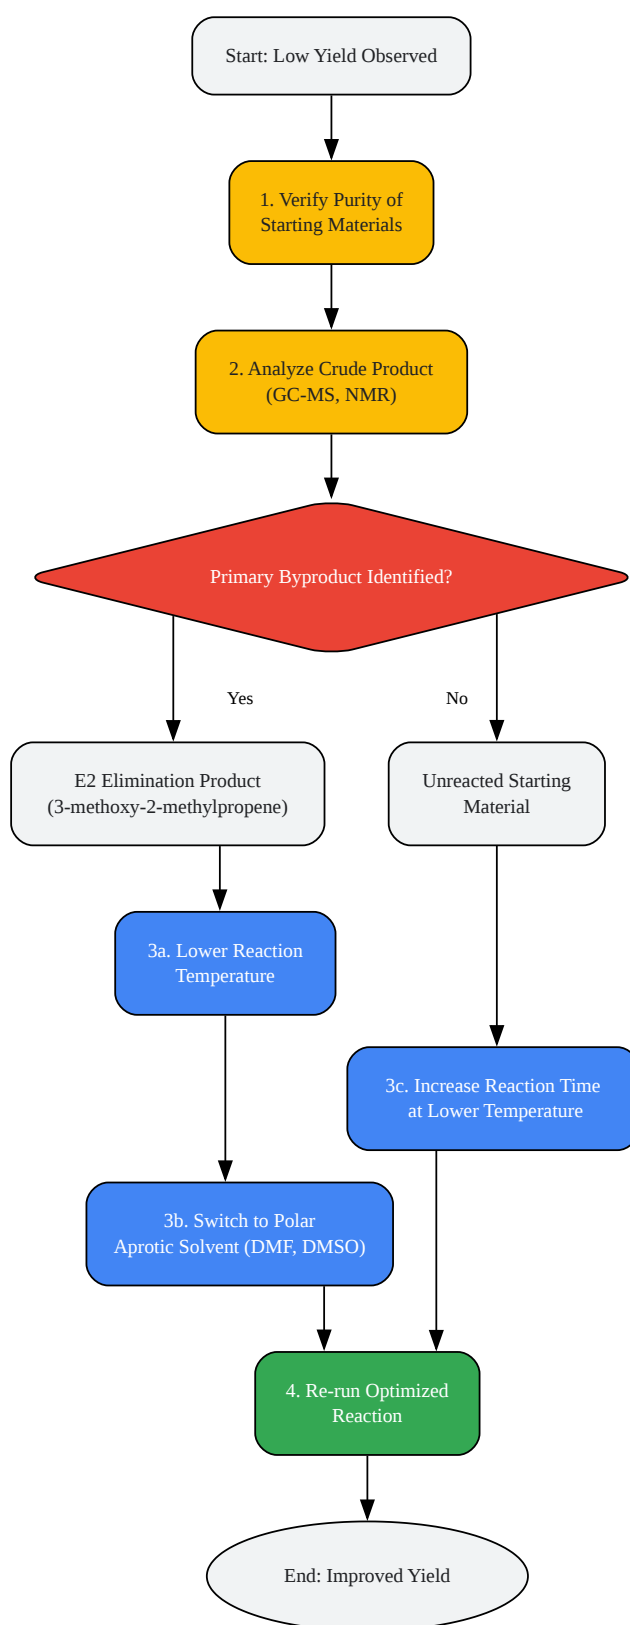 Start: Low Yield Observed
1. Verify Purity of
Starting Materials
2. Analyze Crude Product
(GC-MS, NMR)
Primary Byproduct Identified?
Yes
No
E2 Elimination Product
(3-methoxy-2-methylpropene)
Unreacted Starting
Material
3a. Lower Reaction
Temperature
3c. Increase Reaction Time
at Lower Temperature
3b. Switch to Polar
Aprotic Solvent (DMF, DMSO)
4. Re-run Optimized
Reaction
End: Improved Yield